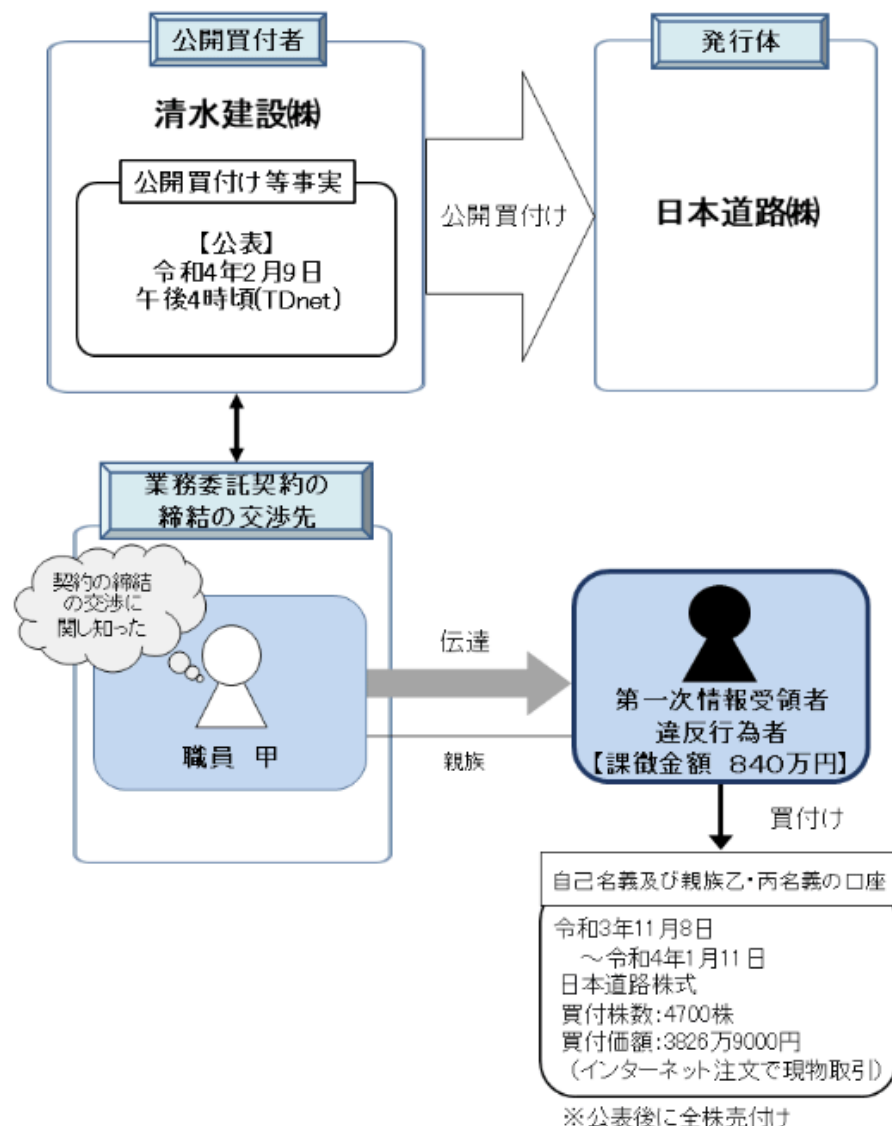 公開買付者
清水建設㈱
公開買付け等事実
【公表】
令和4年2月9日
午後4時頃(TDnet)
公開買付け
発行体
日本道路㈱
業務委託契約の
締結の交渉先
契約の締結
の交渉に
関し知った
職員 甲
伝達
親族
第一次情報受領者
違反行為者
【課徴金額 840万円】
買付け
自己名義及び親族乙・丙名義の口座
令和3年11月8日
～令和4年1月11日
日本道路株式
買付株数:4700株
買付価額:3826万9000円
(インターネット注文で現物取引)
※公表後に全株売付け